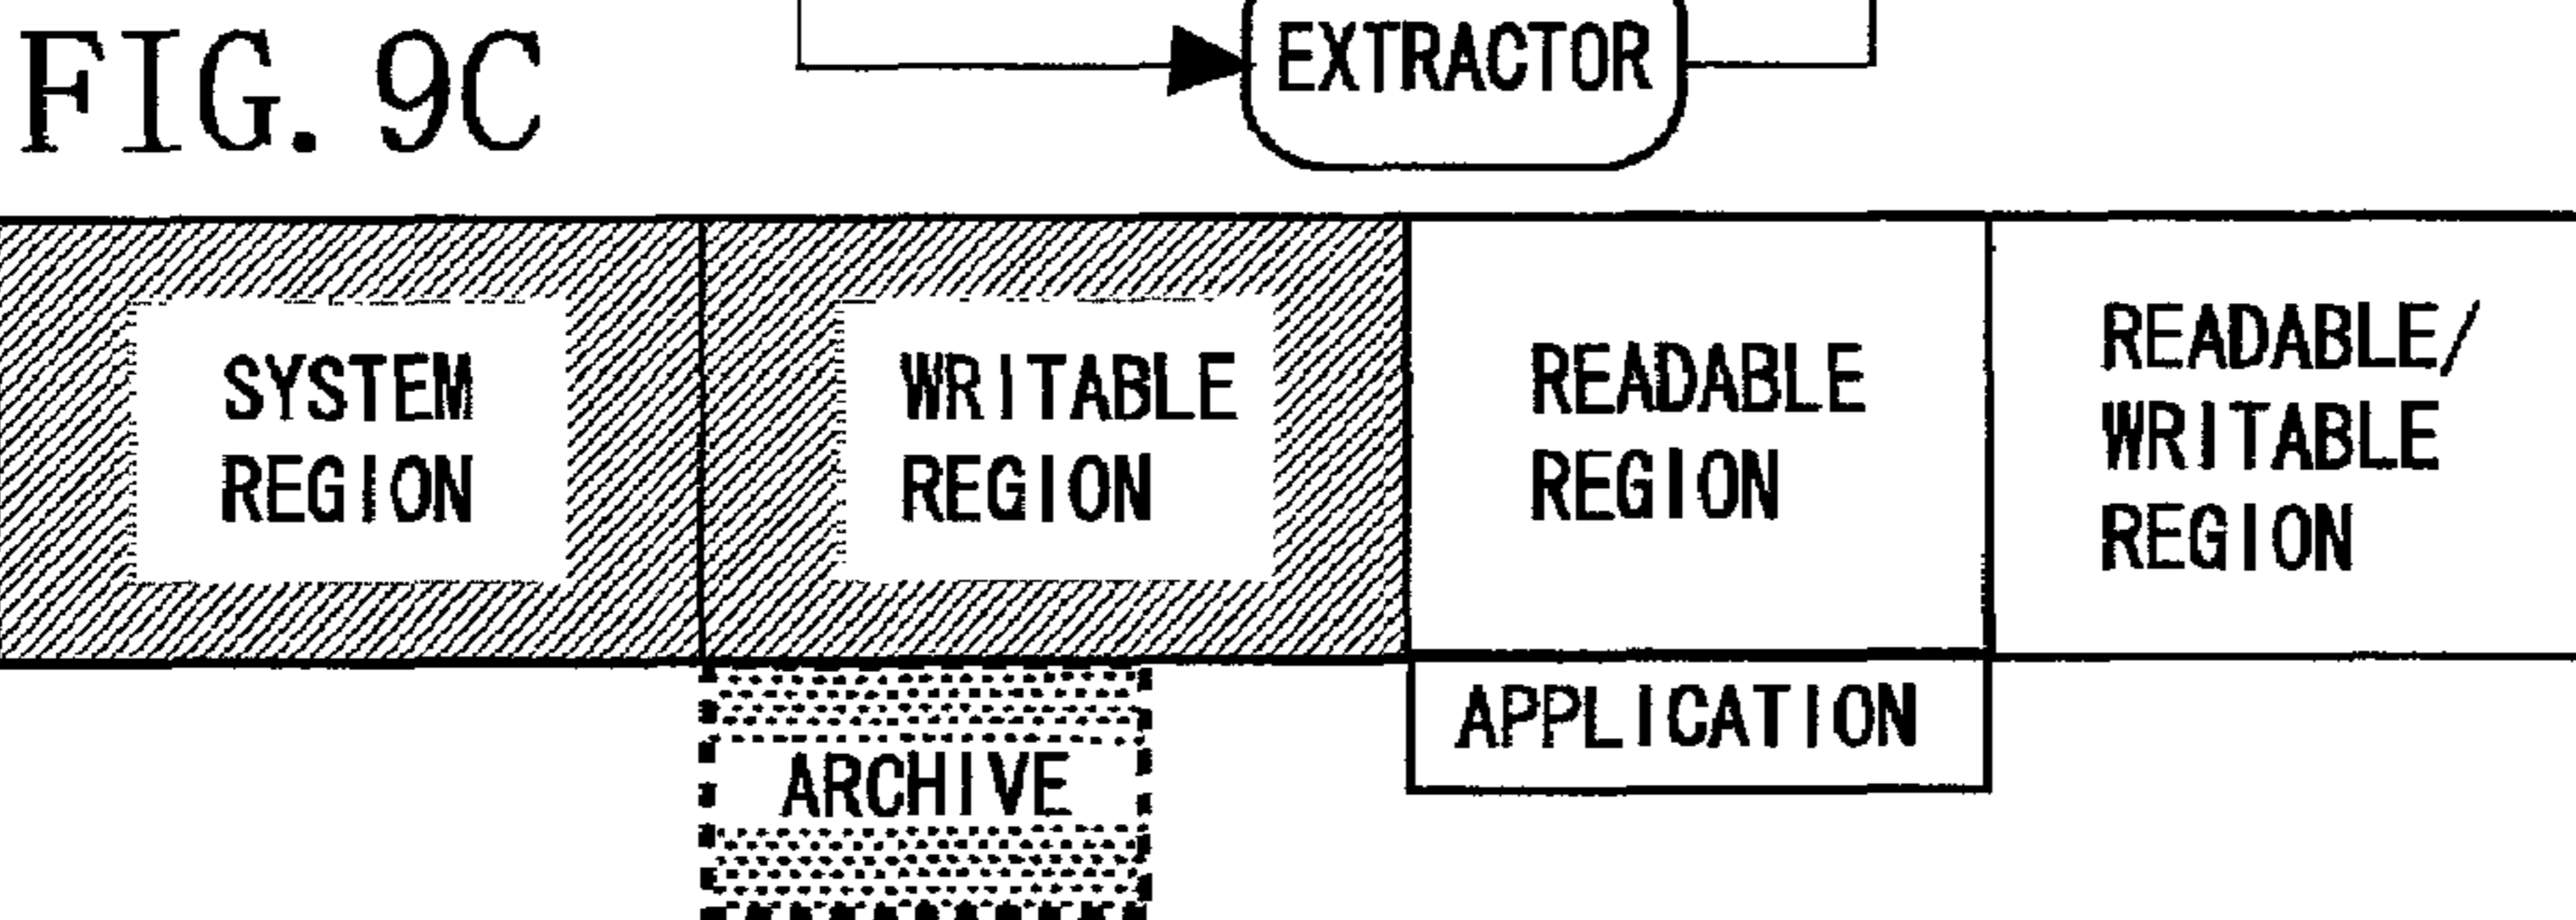 EXTRACTOR
FIG. 9C
SYSTEM
REGION
WRITABLE
REGION
READABLE
REGION
READABLE/
WRITABLE
REGION
APPLICATION
ARCHIVE